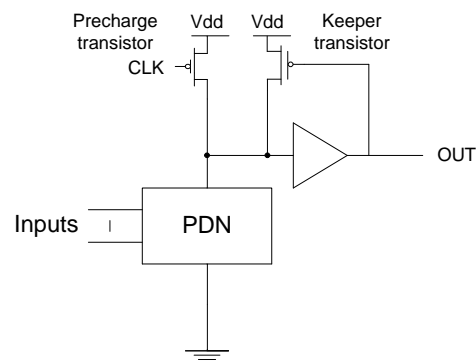 Precharge
transistor
Vdd
Vdd
Keeper
transistor
CLK
OUT
Inputs
PDN